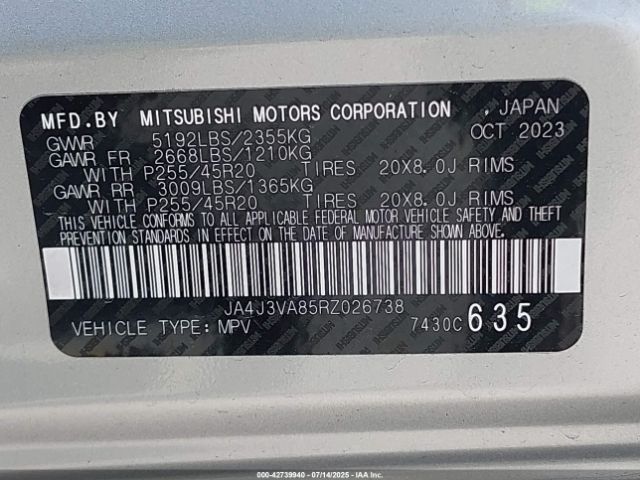 MFD.BY MITSUBISHI MOTORS CORPORATION , JAPAN
GVWR 5192LBS/2355KG OCT 2023
GAWR FR 2668LBS/1210KG
WITH P255/45R20 TIRES 20X8.0J RIMS
GAWR RR 3009LBS/1365KG
WITH P255/45R20 TIRES 20X8.0J RIMS
THIS VEHICLE CONFORMS TO ALL APPLICABLE FEDERAL MOTOR VEHICLE SAFETY AND THEFT
PREVENTION STANDARDS IN EFFECT ON THE DATE OF MANUFACTURE SHOWN ABOVE.
JA4J3VA85RZ026738
VEHICLE TYPE: MPV 7430C 635
000-42739940 - 07/14/2025 - IAAI.COM